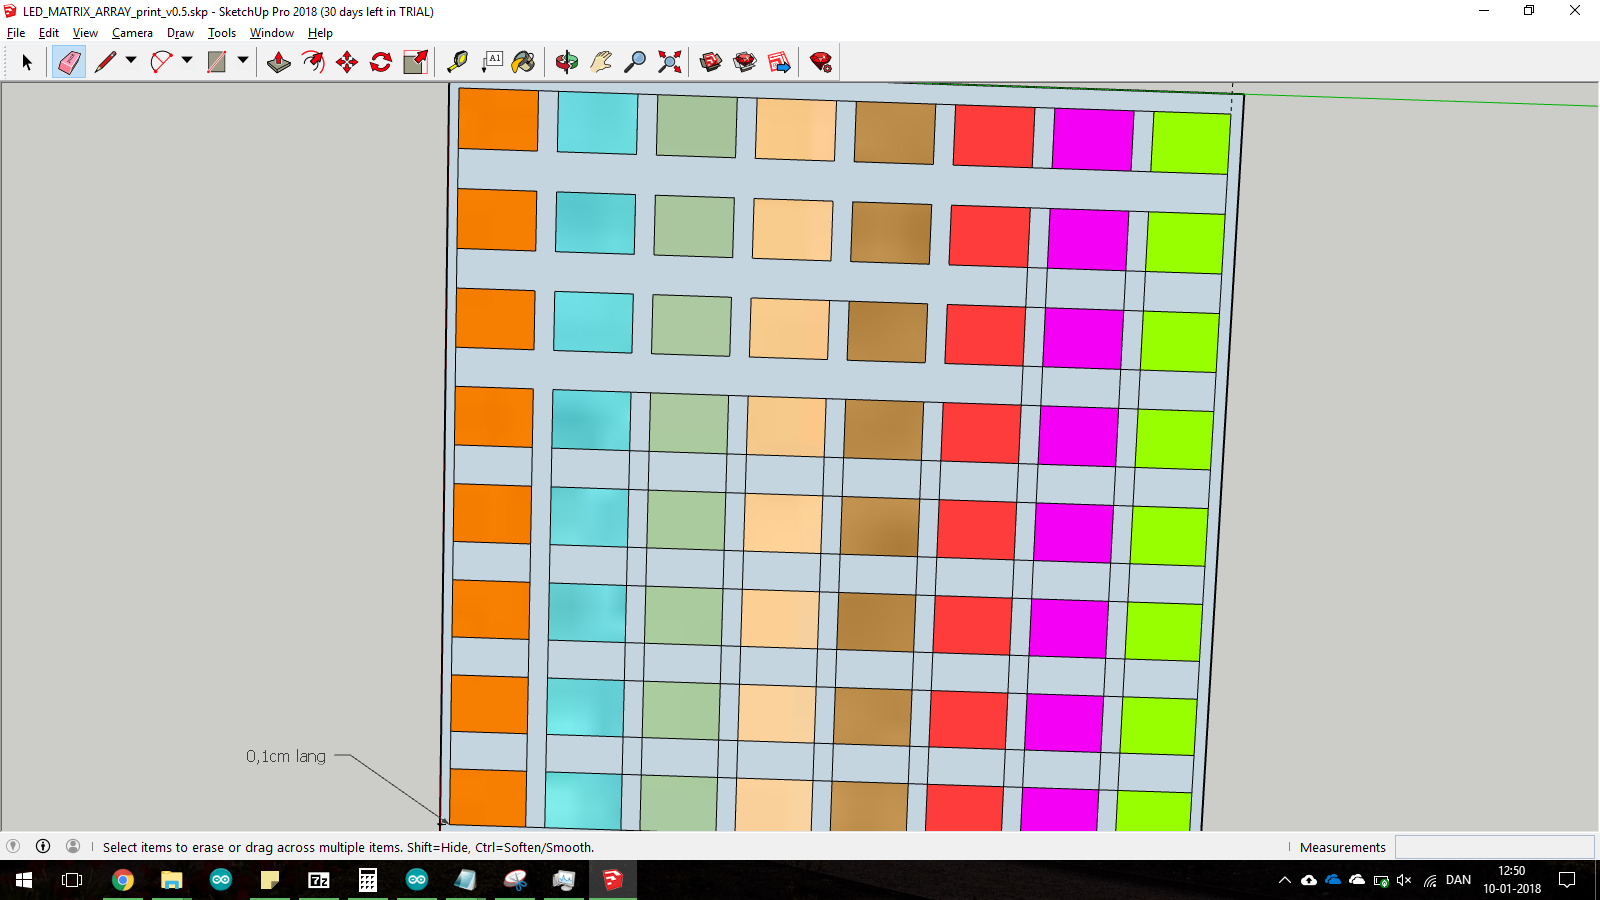 LED_MATRIX_ARRAY_print_v0.5.skp - SketchUp Pro 2018 (30 days left in TRIAL)
File Edit View Camera Draw Tools Window Help
A1
0,1cm lang
Select items to erase or drag across multiple items. Shift=Hide, Ctrl=Soften/Smooth.
Measurements
7z
DAN
12:50
10-01-2018